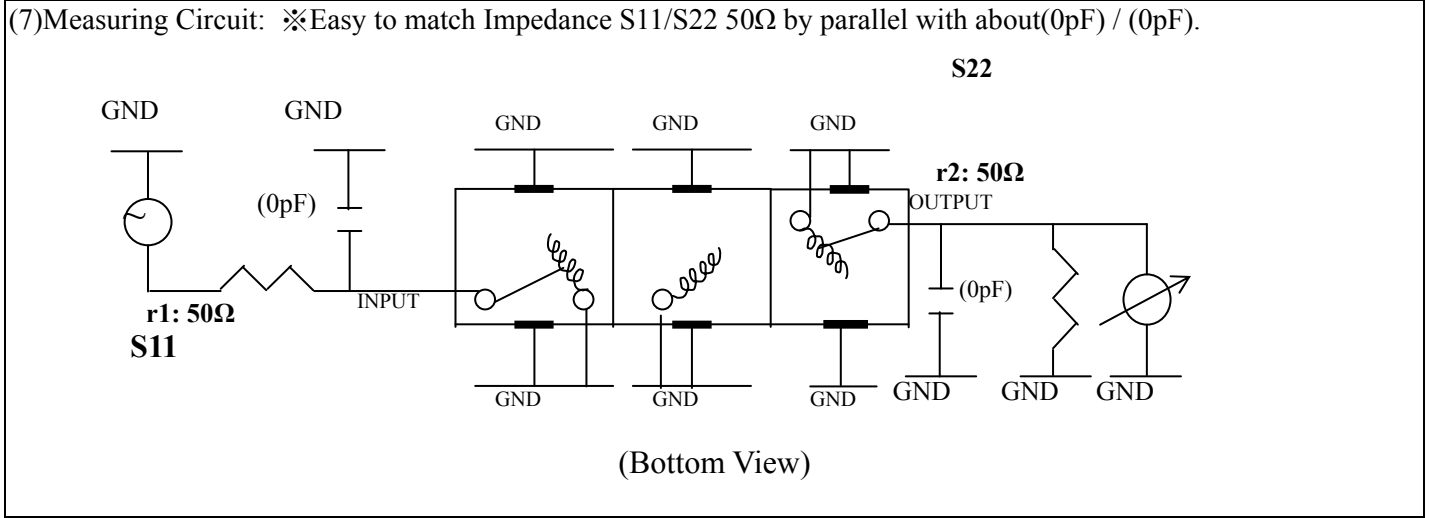 (7)Measuring Circuit: ※Easy to match Impedance S11/S22 50Ω by parallel with about(0pF) / (0pF).
S22
GND GND GND GND GND
r2: 50Ω
(0pF) OUTPUT
(0pF)
INPUT
r1: 50Ω
S11
GND GND GND GND GND GND
(Bottom View)